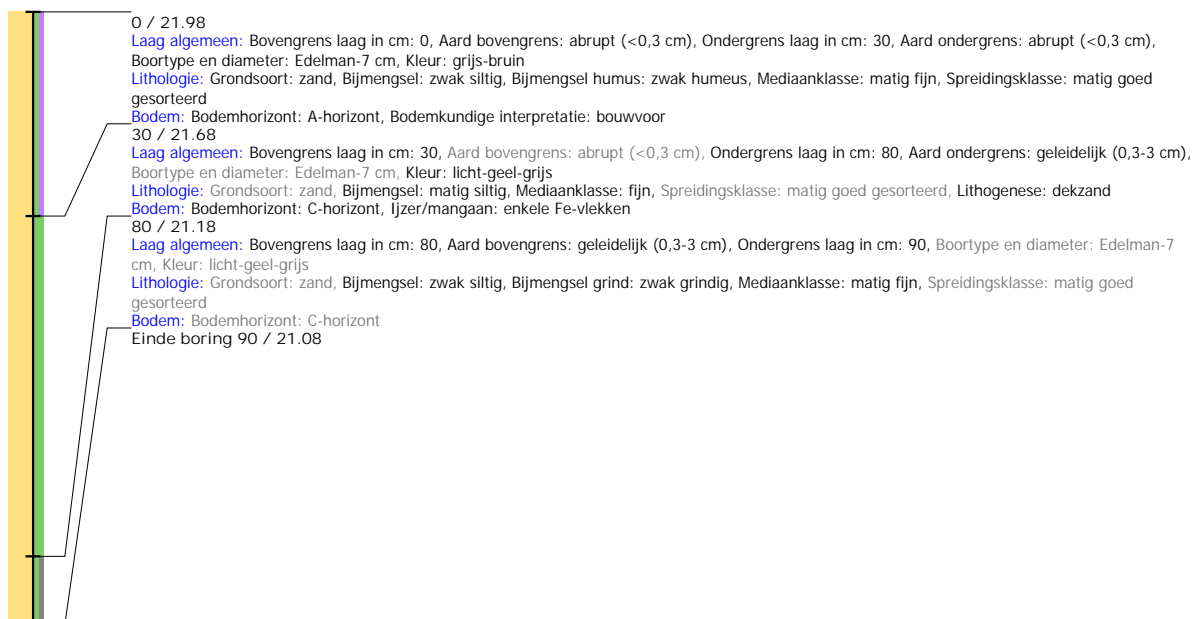 0 / 21.98
Laag algemeen: Bovengrens laag in cm: 0, Aard bovengrens: abrupt (<0,3 cm), Ondergrens laag in cm: 30, Aard ondergrens: abrupt (<0,3 cm),
Boortype en diameter: Edelman-7 cm, Kleur: grijs-bruin
Lithologie: Grondsoort: zand, Bijmengsel: zwak siltig, Bijmengsel humus: zwak humeus, Mediaanklasse: matig fijn, Spreidingsklasse: matig goed
gesorteerd
Bodem: Bodemhorizont: A-horizont, Bodemkundige interpretatie: bouwvoor
30 / 21.68
Laag algemeen: Bovengrens laag in cm: 30, Aard bovengrens: abrupt (<0,3 cm), Ondergrens laag in cm: 80, Aard ondergrens: geleidelijk (0,3-3 cm),
Boortype en diameter: Edelman-7 cm, Kleur: licht-geel-grijs
Lithologie: Grondsoort: zand, Bijmengsel: matig siltig, Mediaanklasse: fijn, Spreidingsklasse: matig goed gesorteerd, Lithogenese: dekzand
Bodem: Bodemhorizont: C-horizont, Ijzer/mangaan: enkele Fe-vlekken
80 / 21.18
Laag algemeen: Bovengrens laag in cm: 80, Aard bovengrens: geleidelijk (0,3-3 cm), Ondergrens laag in cm: 90, Boortype en diameter: Edelman-7
cm, Kleur: licht-geel-grijs
Lithologie: Grondsoort: zand, Bijmengsel: zwak siltig, Bijmengsel grind: zwak grindig, Mediaanklasse: matig fijn, Spreidingsklasse: matig goed
gesorteerd
Bodem: Bodemhorizont: C-horizont
Einde boring 90 / 21.08